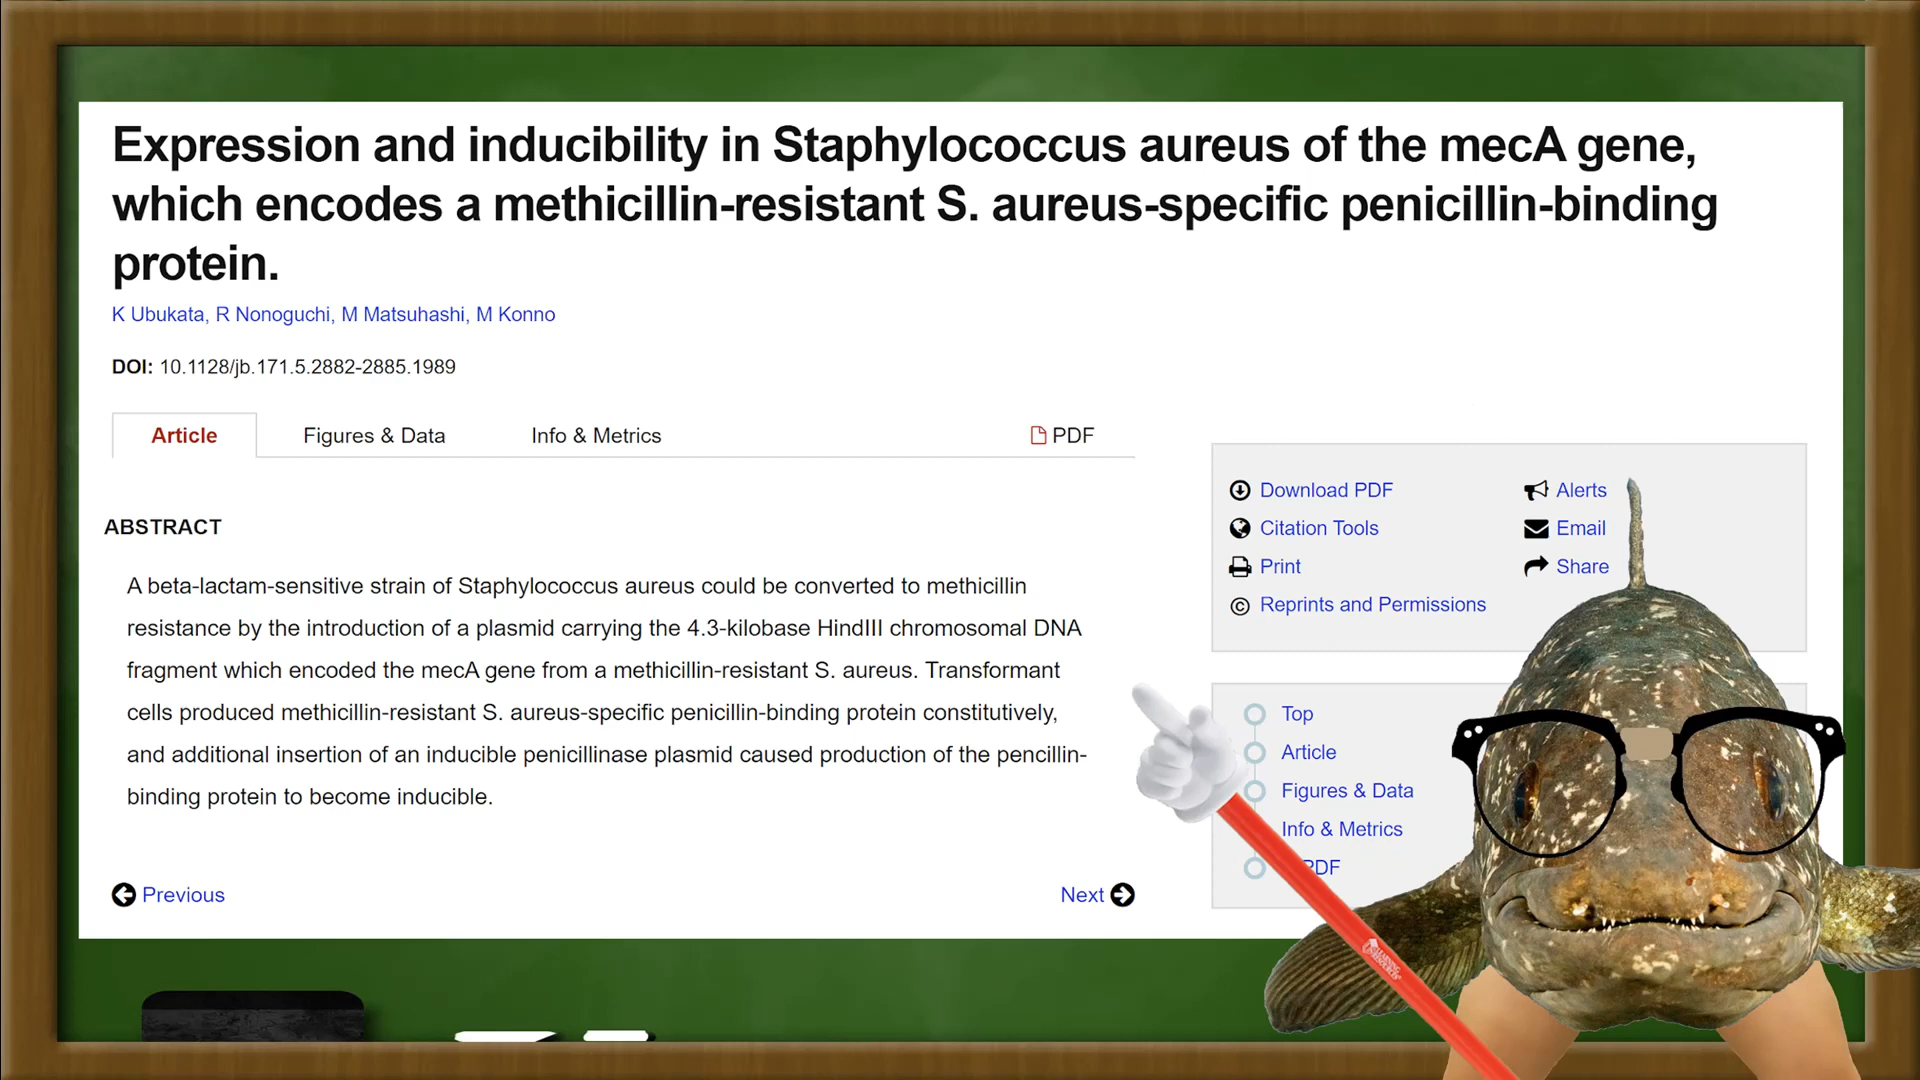 Expression and inducibility in Staphylococcus aureus of the mecA gene,
which encodes a methicillin-resistant S. aureus-specific penicillin-binding
protein.
K Ubukata, R Nonoguchi, M Matsuhashi, M Konno
DOI: 10.1128/jb.171.5.2882-2885.1989
Article Figures & Data Info & Metrics PDF
ABSTRACT
A beta-lactam-sensitive strain of Staphylococcus aureus could be converted to methicillin
resistance by the introduction of a plasmid carrying the 4.3-kilobase HindIII chromosomal DNA
fragment which encoded the mecA gene from a methicillin-resistant S. aureus. Transformant
cells produced methicillin-resistant S. aureus-specific penicillin-binding protein constitutively,
and additional insertion of an inducible penicillinase plasmid caused production of the pencillin-
binding protein to become inducible.
Previous Next
Download PDF Alerts
Citation Tools Email
Print Share
© Reprints and Permissions
Top
Article
Figures & Data
Info & Metrics
PDF
LEARNING
RESOURCES